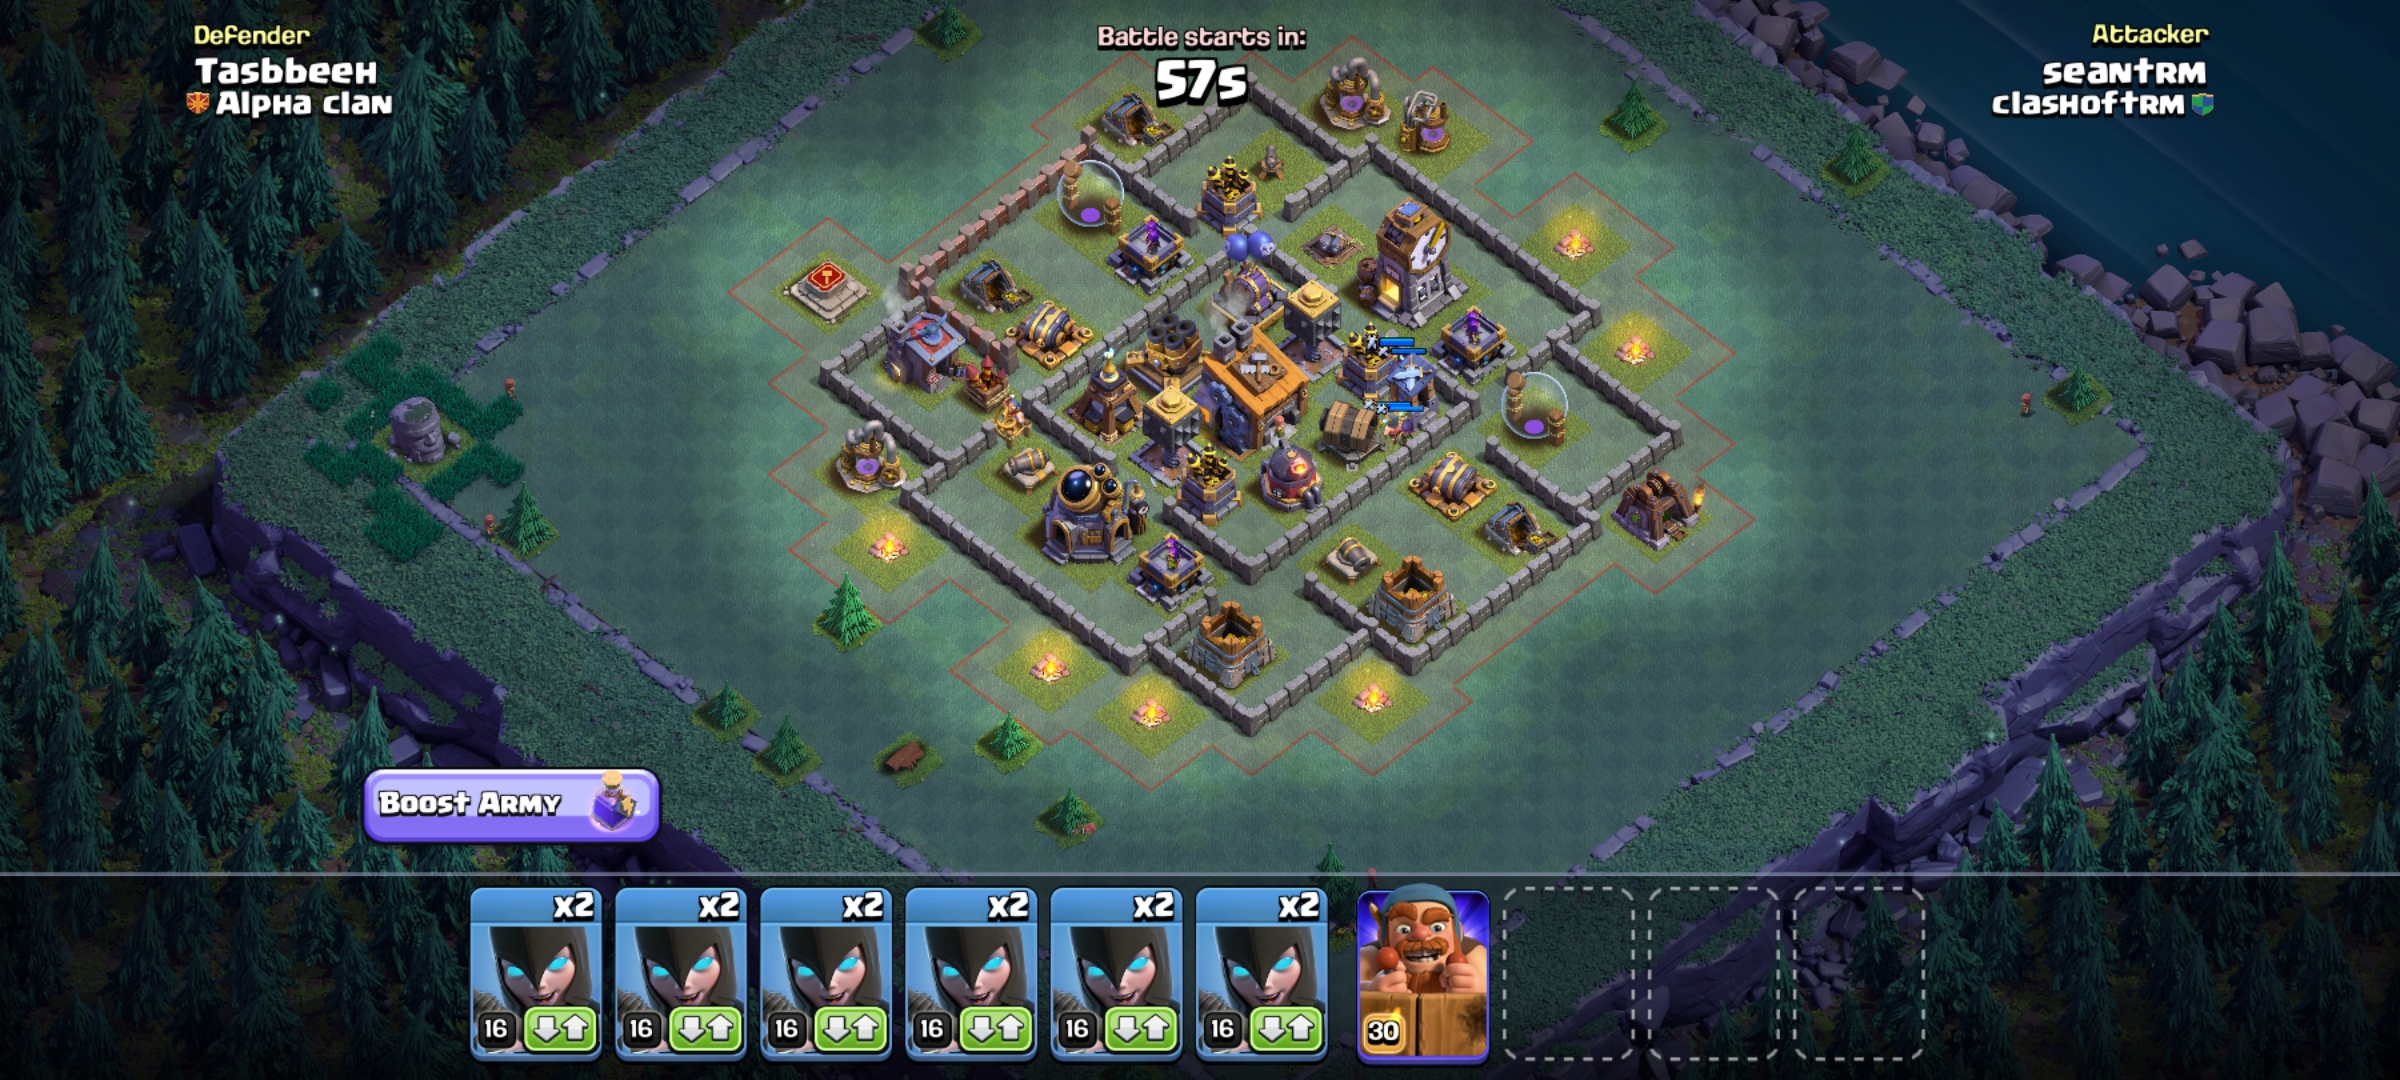 Defender
Tasbbeeh
Alpha clan
Battle starts in:
57s
Attacker
seantRM
clashoftRM
Boost Army
x2
x2
x2
x2
x2
x2
16
16
16
16
16
16
30